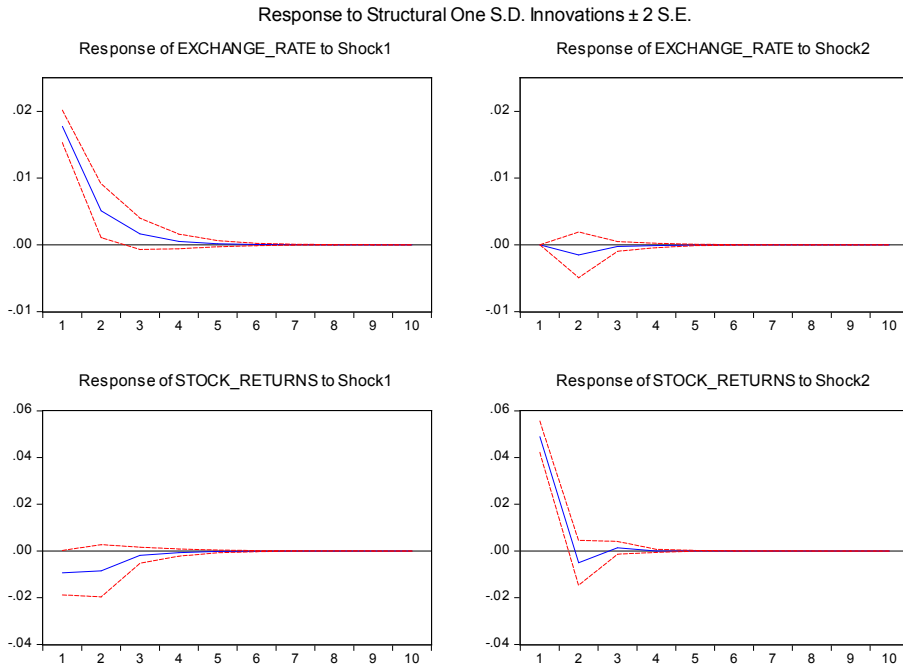 Response to Structural One S.D. Innovations ± 2 S.E.
Response of EXCHANGE_RATE to Shock1
.02
.01
.00
-.01
1 2 3 4 5 6 7 8 9 10
Response of EXCHANGE_RATE to Shock2
.02
.01
.00
-.01
1 2 3 4 5 6 7 8 9 10
Response of STOCK_RETURNS to Shock1
.06
.04
.02
.00
-.02
-.04
1 2 3 4 5 6 7 8 9 10
Response of STOCK_RETURNS to Shock2
.06
.04
.02
.00
-.02
-.04
1 2 3 4 5 6 7 8 9 10